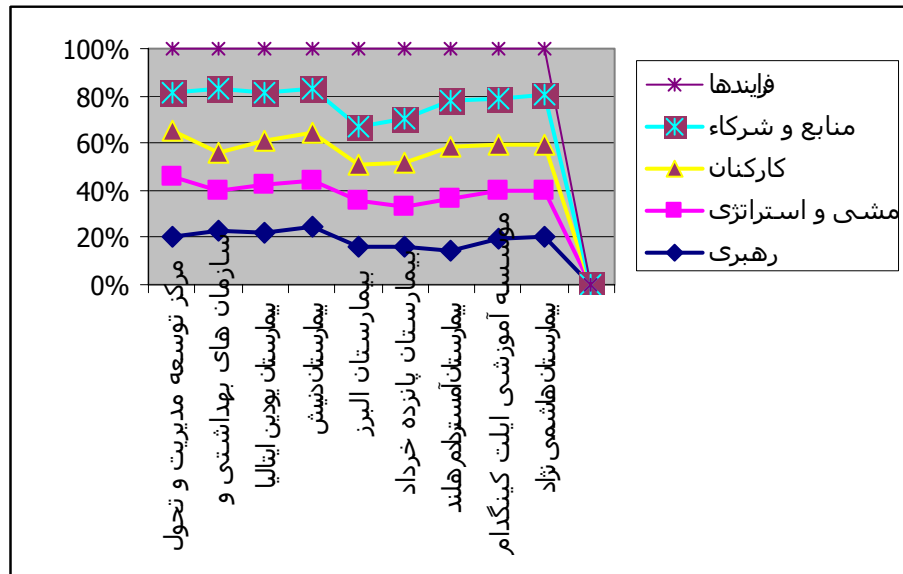 100%
80%
60%
40%
20%
0%
مرکز توسعه مدیریت و تحول
سازمان های بهداشتی و
بیمارستان یودین ایتالیا
بیمارستان دنیش
بیمارستان البرز
بیمارستان پانزده خرداد
بیمارستان آمستردام هلند
موسسه آموزشی ایلت کینگدام
بیمارستان هاشمی نژاد
فرایندها
منابع و شرکاء
کارکنان
مشی و استراتژی
رهبری